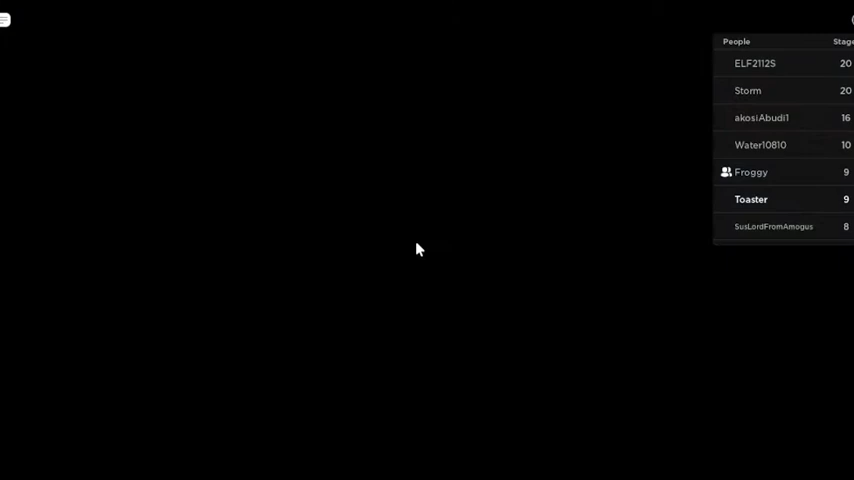 People Stage
ELF2112S 20
Storm 20
akosiAbudi1 16
Water10810 10
Froggy 9
Toaster 9
SusLordFromAmogus 8